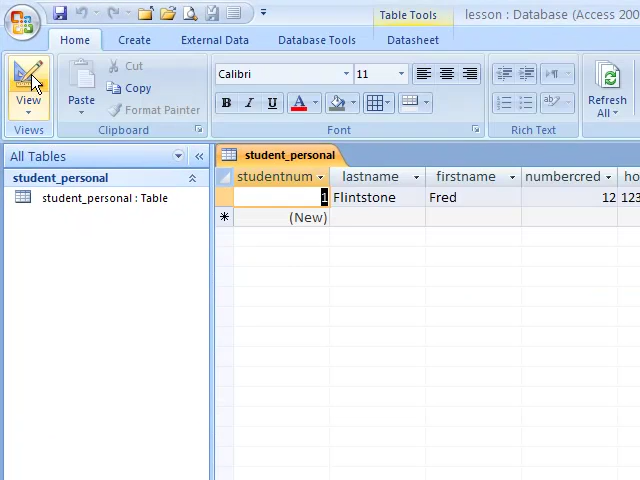 Table Tools
lesson : Database (Access 200
Home
Create
External Data
Database Tools
Datasheet
View
Views
Paste
Cut
Copy
Format Painter
Clipboard
Calibri
11
B I U A
Font
ab
Rich Text
Refresh
All
All Tables
student_personal
student_personal : Table
student_personal
studentnum lastname firstname numbercred ho
1 Flintstone Fred 12 123
(New)